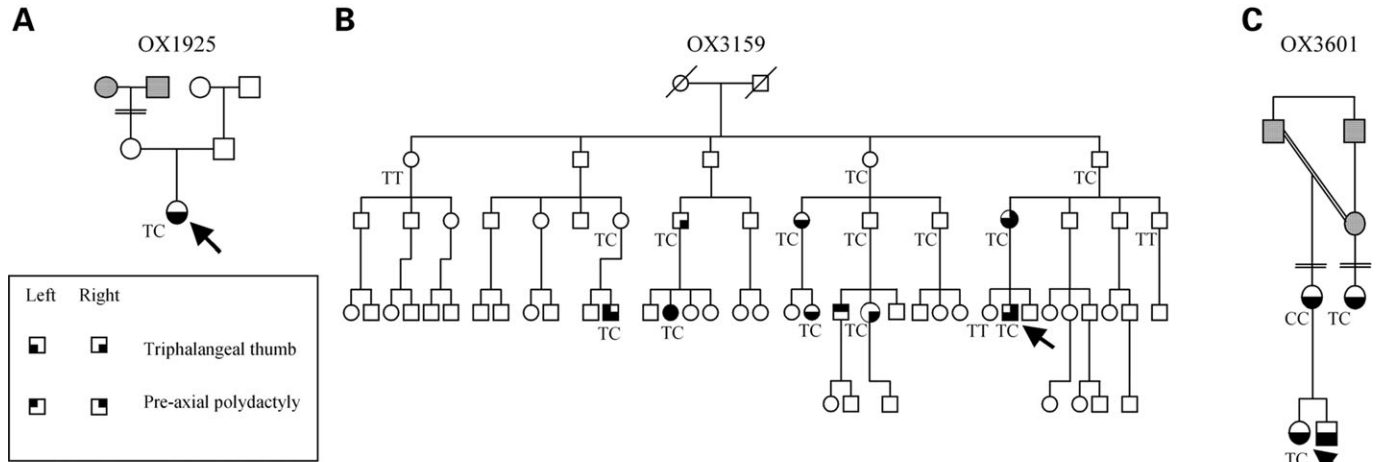 A
B
C
OX1925
OX3159
OX3601
TT
TC
TC
TC
TC
TC
TC
TC
TC
TC
TT
Left Right
Triphalangeal thumb
Pre-axial polydactyly
TC
TC
TC
TC
TT
TC
CC
TC
TC